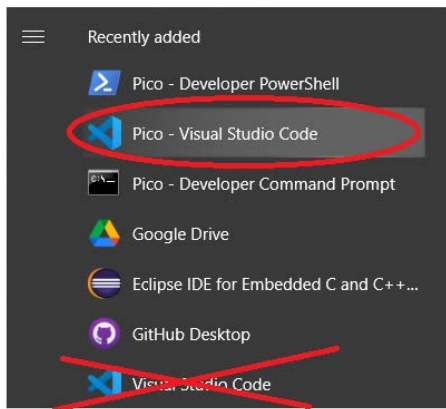 Recently added
Pico - Developer PowerShell
Pico - Visual Studio Code
Pico - Developer Command Prompt
Google Drive
Eclipse IDE for Embedded C and C++...
GitHub Desktop
Visual Studio Code